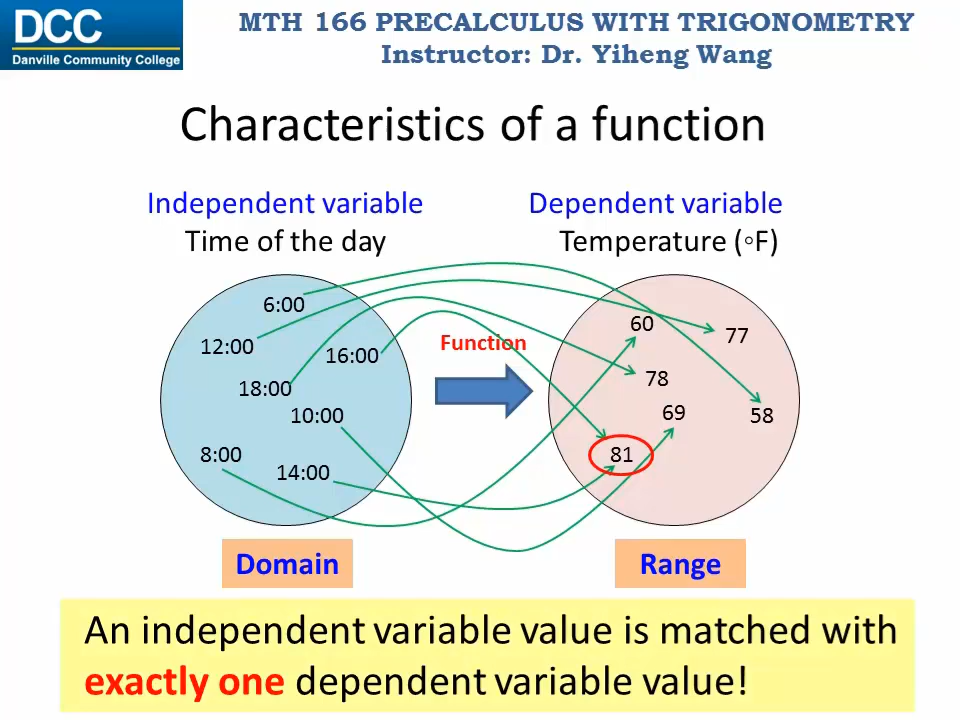 DCC
Danville Community College
MTH 166 PRECALCULUS WITH TRIGONOMETRY
Instructor: Dr. Yiheng Wang
Characteristics of a function
Independent variable
Time of the day
Dependent variable
Temperature (◦F)
6:00
12:00
16:00
18:00
10:00
8:00
14:00
Function
60
77
78
69
58
81
Domain
Range
An independent variable value is matched with
exactly one dependent variable value!